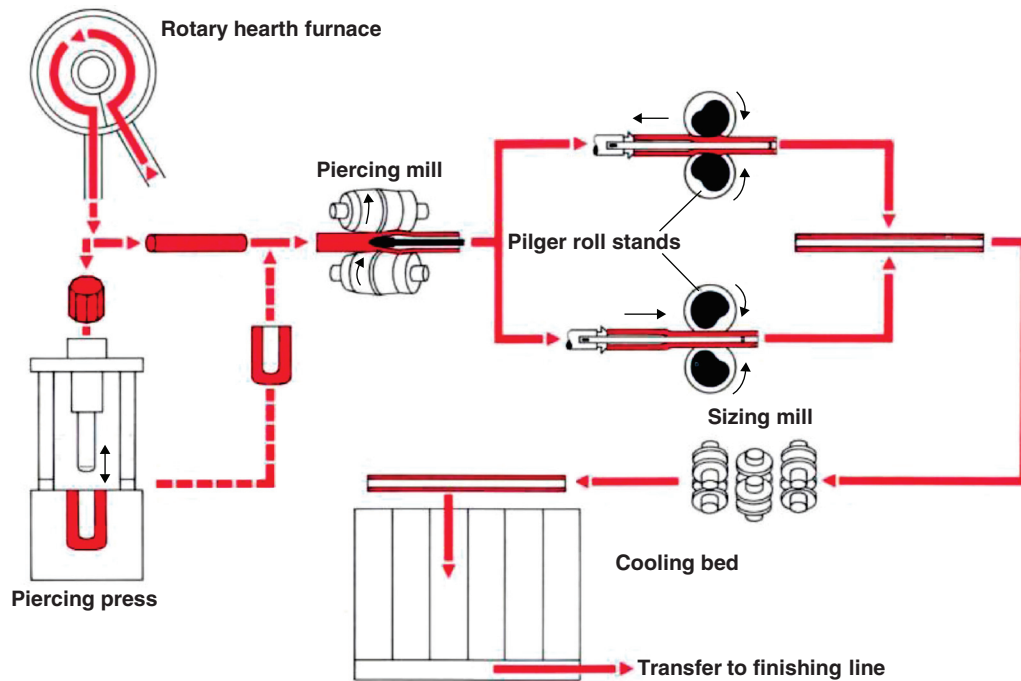 Rotary hearth furnace
Piercing mill
Pilger roll stands
Sizing mill
Cooling bed
Piercing press
Transfer to finishing line